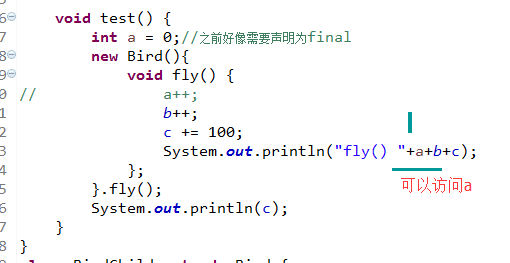 6 void test() {
7 int a = 0;//之前好像需要声明为final
8 new Bird(){
9 void fly() {
0 // a++;
1 b++;
2 c += 100;
3 System.out.println("fly() "+a+b+c);
4 };
可以访问a
5 }.fly();
6 System.out.println(c);
7 }
8 }